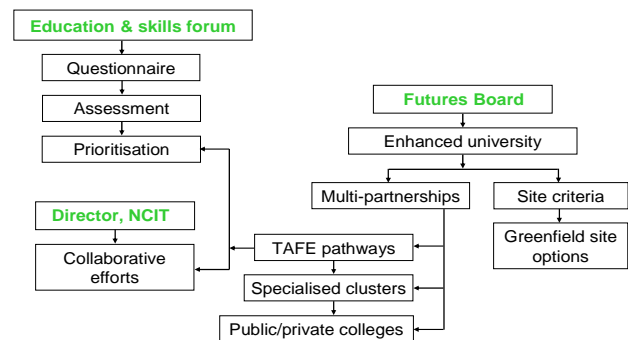 Education & skills forum
Questionnaire
Assessment
Prioritisation
Director, NCIT
Collaborative
efforts
Futures Board
Enhanced university
Multi-partnerships
Site criteria
Greenfield site
options
TAFE pathways
Specialised clusters
Public/private colleges